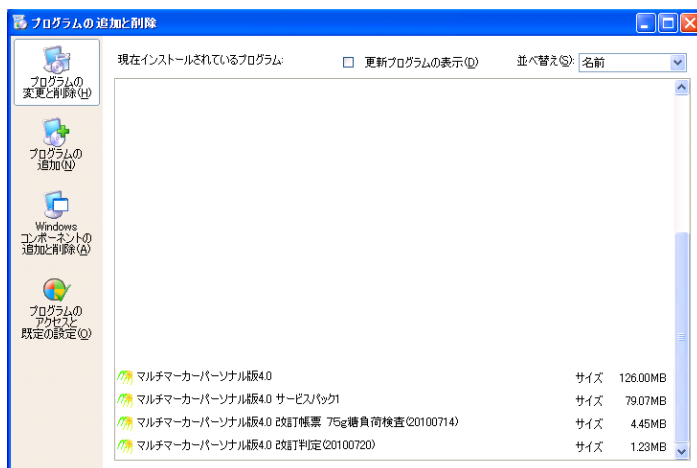 プログラムの追加と削除
プログラムの
変更と削除(H)
プログラムの
追加(N)
Windows
コンポーネントの
追加と削除(A)
プログラムの
アクセスと
既定の設定(O)
現在インストールされているプログラム: 更新プログラムの表示(D) 並べ替え(S): 名前
マルチマーカーパーソナル版4.0 サイズ 126.00MB
マルチマーカーパーソナル版4.0 サービスパック1 サイズ 79.07MB
マルチマーカーパーソナル版4.0 改訂帳票 75g糖負荷検査(20100714) サイズ 4.45MB
マルチマーカーパーソナル版4.0 改訂判定(20100720) サイズ 1.23MB